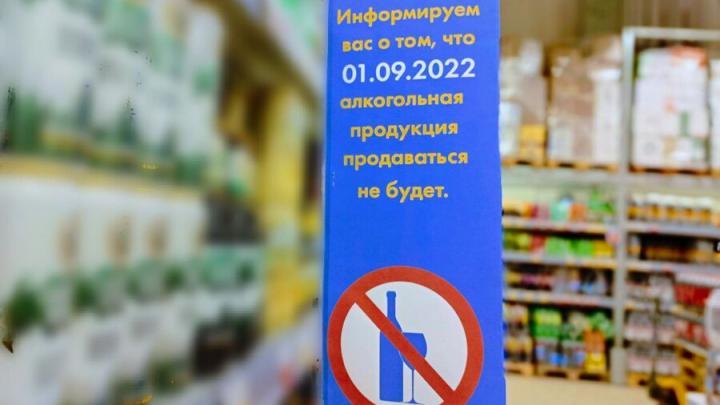 Информируем
вас о том, что
01.09.2022
алкогольная
продукция
продаваться
не будет.